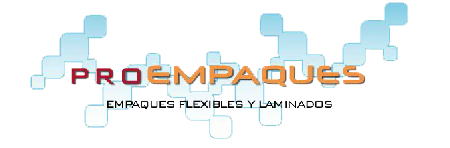 PROEMPAQUES
EMPAQUES FLEXIBLES Y LAMINADOS